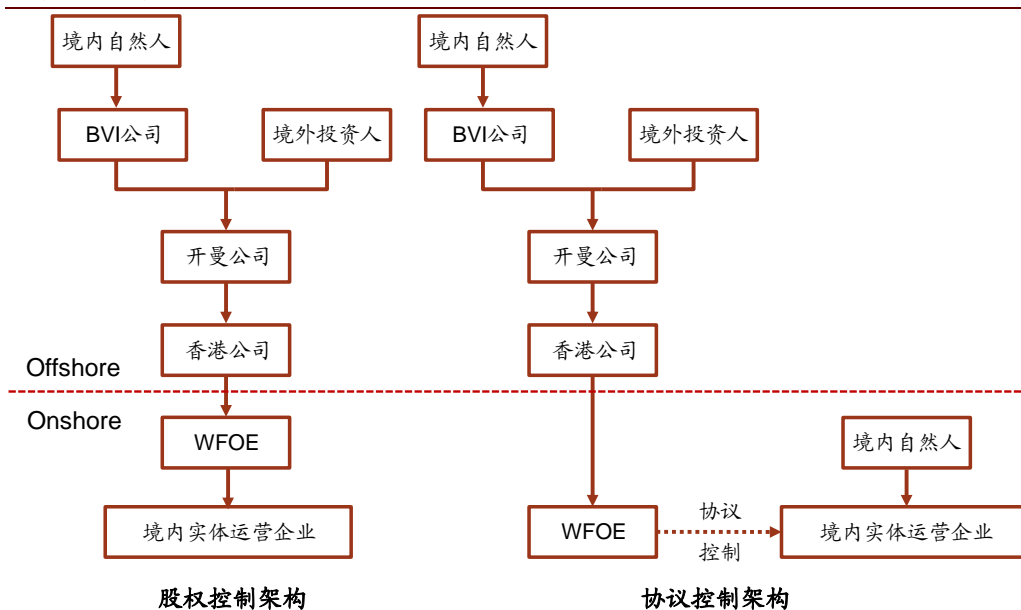 境内自然人
BVI公司
境外投资人
开曼公司
香港公司
Offshore
Onshore
WFOE
境内实体运营企业
股权控制架构
境内自然人
BVI公司
境外投资人
开曼公司
香港公司
境内自然人
WFOE
协议
控制
境内实体运营企业
协议控制架构